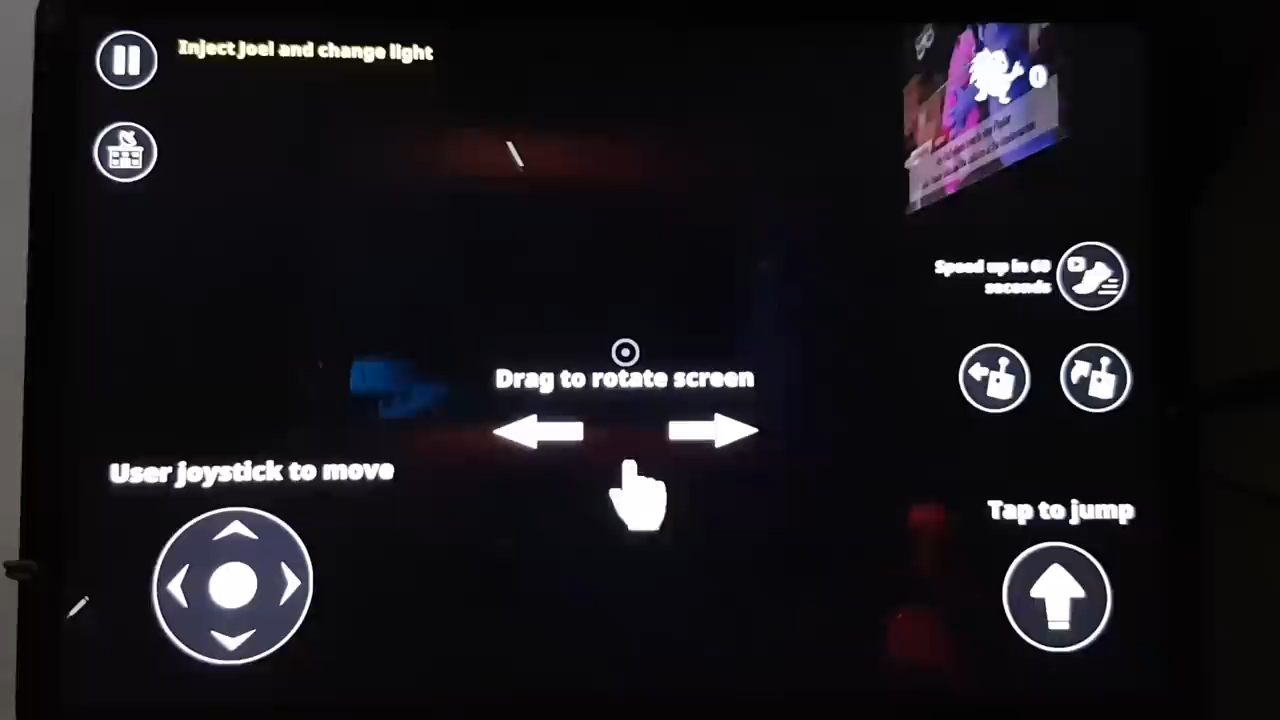 Inject Joel and change light
0
Speed up in 60
seconds
Drag to rotate screen
User joystick to move
Tap to jump